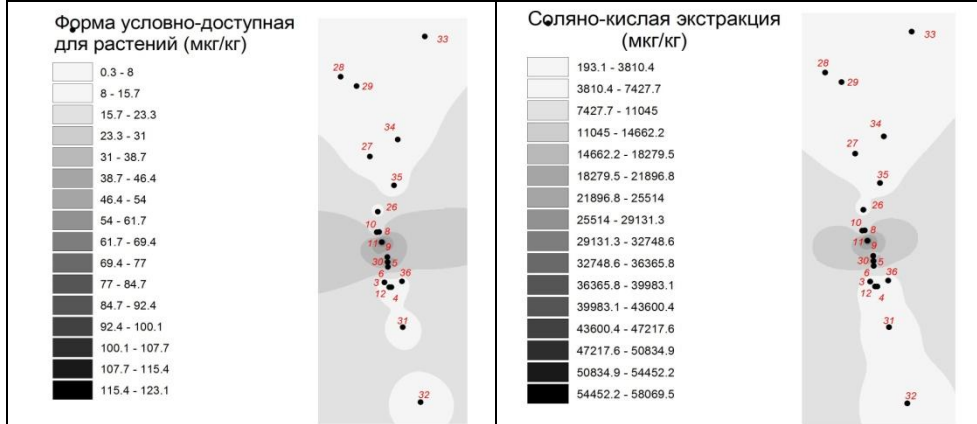 Форма условно-доступная
для растений (мкг/кг)
0.3 - 8
8 - 15.7
15.7 - 23.3
23.3 - 31
31 - 38.7
38.7 - 46.4
46.4 - 54
54 - 61.7
61.7 - 69.4
69.4 - 77
77 - 84.7
84.7 - 92.4
92.4 - 100.1
100.1 - 107.7
107.7 - 115.4
115.4 - 123.1
33
28
29
34
27
35
26
10
8
11
9
30
5
6
3
36
12
4
31
32
Соляно-кислая экстракция
(мкг/кг)
193.1 - 3810.4
3810.4 - 7427.7
7427.7 - 11045
11045 - 14662.2
14662.2 - 18279.5
18279.5 - 21896.8
21896.8 - 25514
25514 - 29131.3
29131.3 - 32748.6
32748.6 - 36365.8
36365.8 - 39983.1
39983.1 - 43600.4
43600.4 - 47217.6
47217.6 - 50834.9
50834.9 - 54452.2
54452.2 - 58069.5
33
28
29
34
27
35
26
10
8
11
9
30
5
6
3
36
12
4
31
32